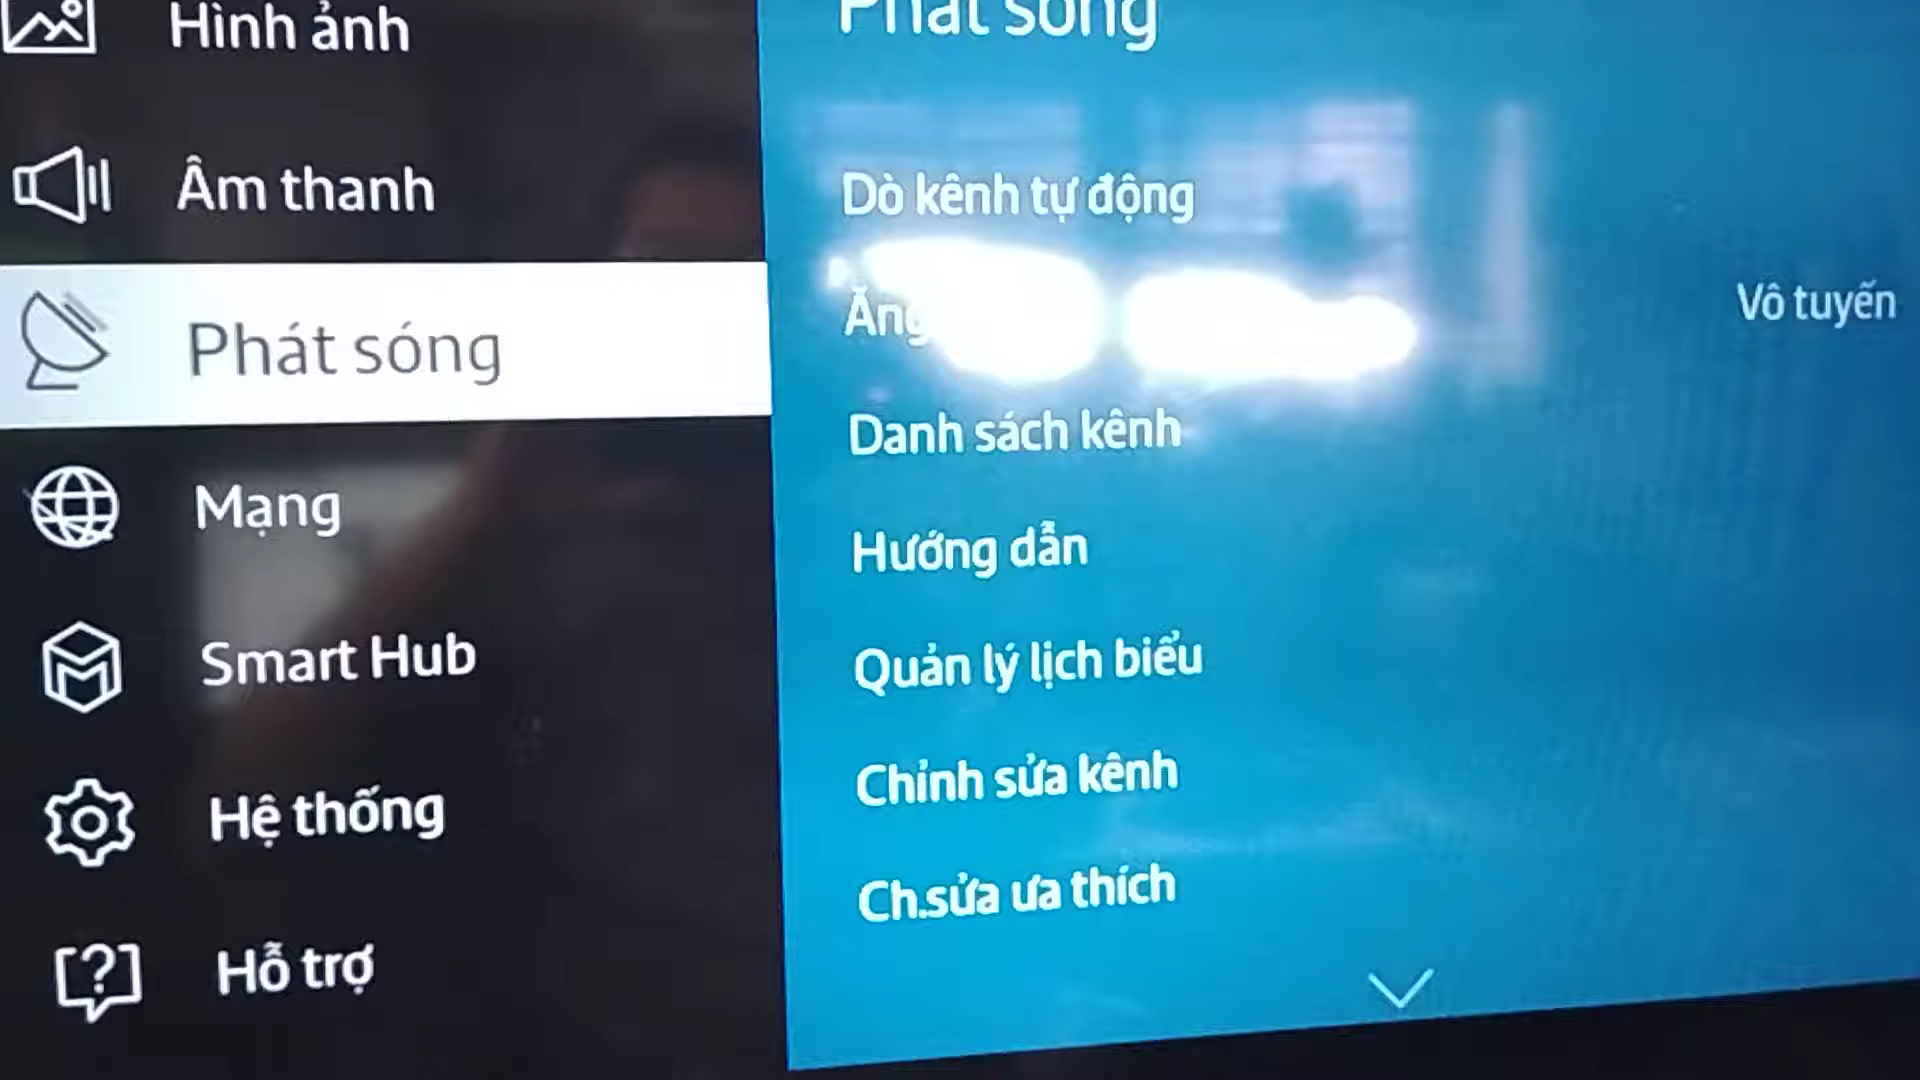 Hình ảnh
Âm thanh
Phát sóng
Mạng
Smart Hub
Hệ thống
Hỗ trợ
Phát sóng
Dò kênh tự động
Vô tuyến
Danh sách kênh
Hướng dẫn
Quản lý lịch biểu
Chỉnh sửa kênh
Ch.sửa ưa thích